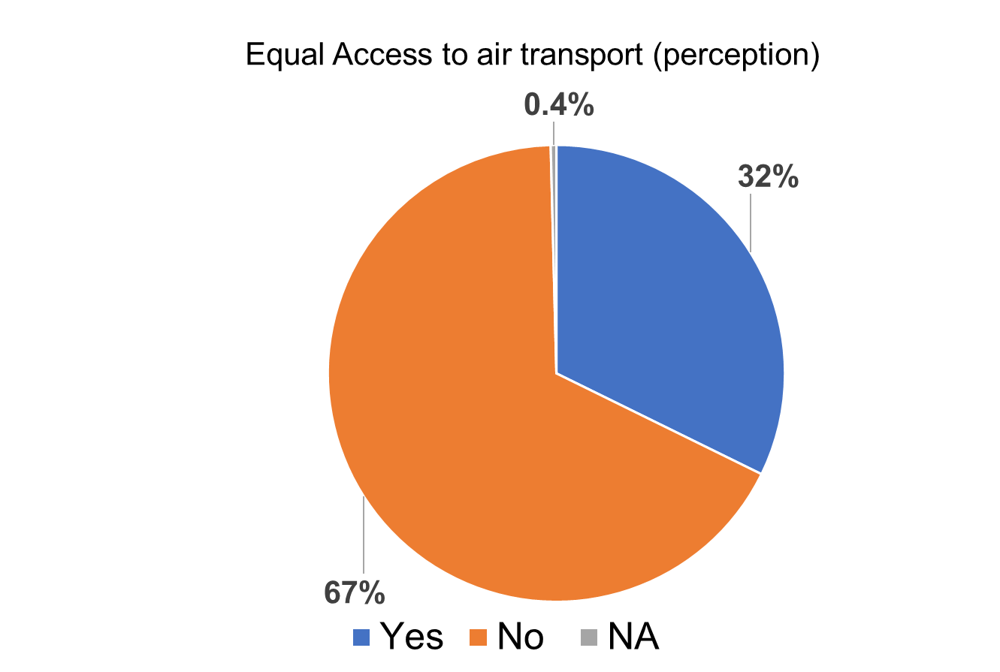 Equal Access to air transport (perception)
0.4%
32%
67%
Yes No NA